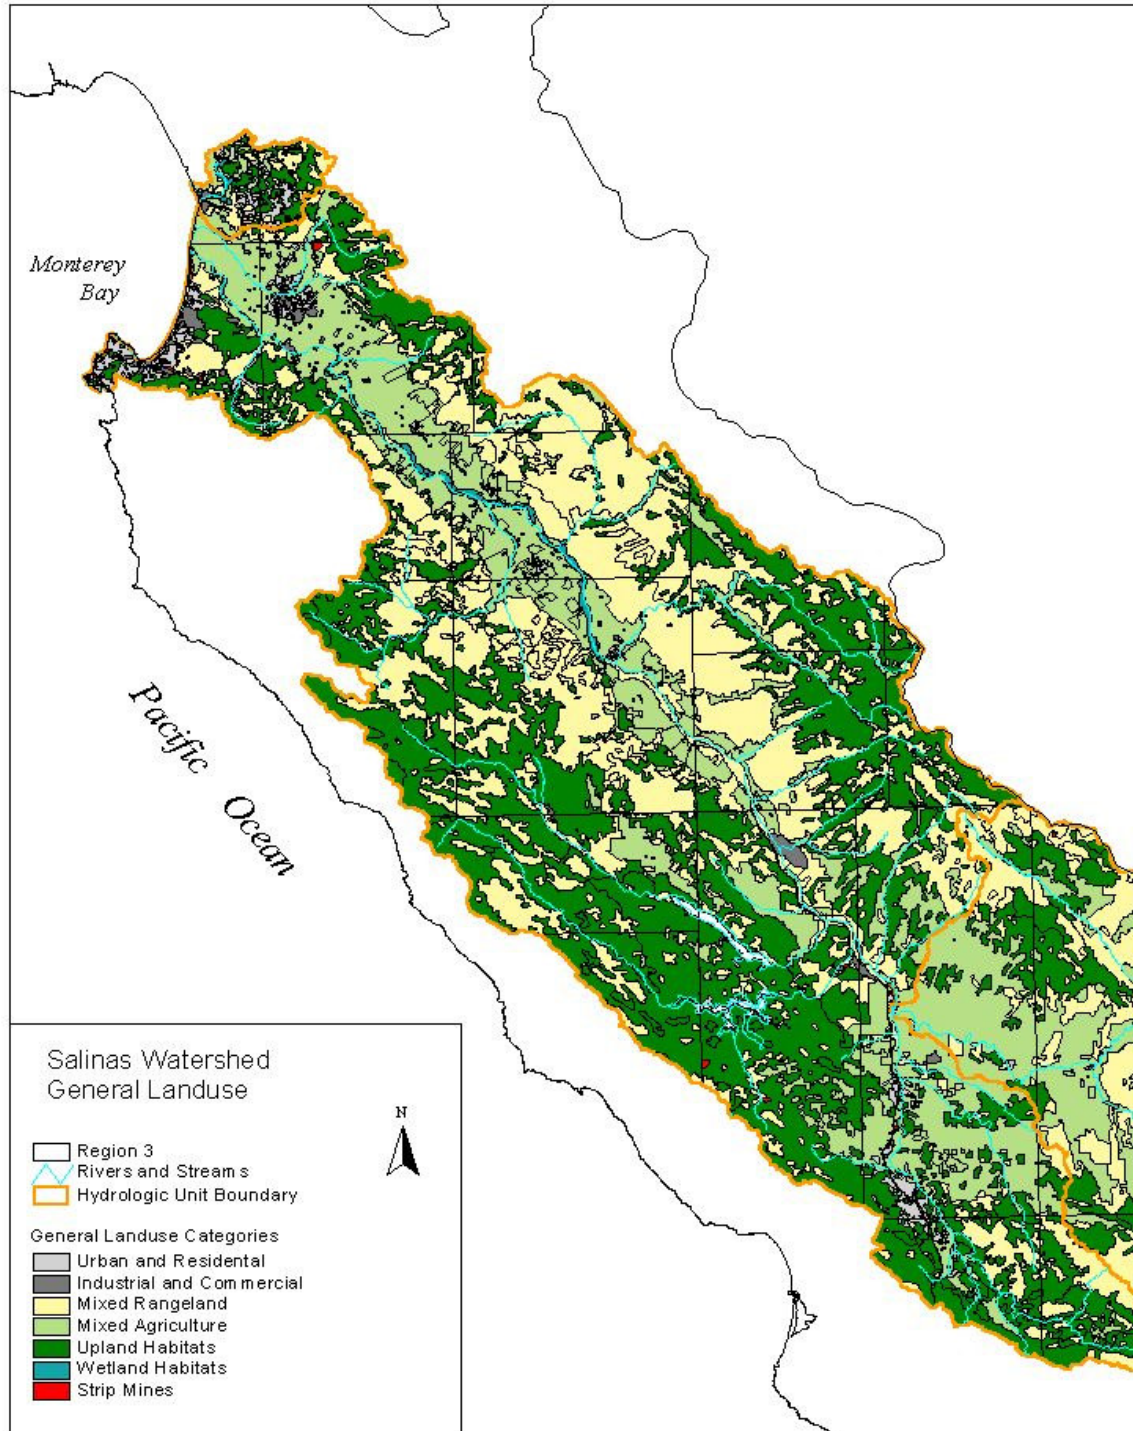 Monterey
Bay
Pacific Ocean
Salinas Watershed
General Landuse
N
Region 3
Rivers and Streams
Hydrologic Unit Boundary
General Landuse Categories
Urban and Residental
Industrial and Commercial
Mixed Rangeland
Mixed Agriculture
Upland Habitats
Wetland Habitats
Strip Mines